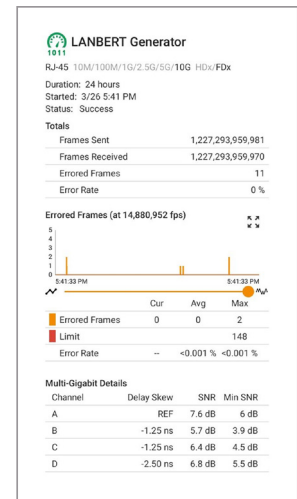 LANBERT Generator
1011
RJ-45 10M/100M/1G/2.5G/5G/10G HDx/FDx
Duration: 24 hours
Started: 3/26 5:41 PM
Status: Success
Totals
Frames Sent 1,227,293,959,981
Frames Received 1,227,293,959,970
Errored Frames 11
Error Rate 0 %
Errored Frames (at 14,880,952 fps)
5
4
3
2
1
0
5:41:33 PM 5:41:33 PM
Cur Avg Max
Errored Frames 0 0 2
Limit 148
Error Rate -- <0.001 % <0.001 %
Multi-Gigabit Details
Channel Delay Skew SNR Min SNR
A REF 7.6 dB 6 dB
B -1.25 ns 5.7 dB 3.9 dB
C -1.25 ns 6.4 dB 4.5 dB
D -2.50 ns 6.8 dB 5.5 dB